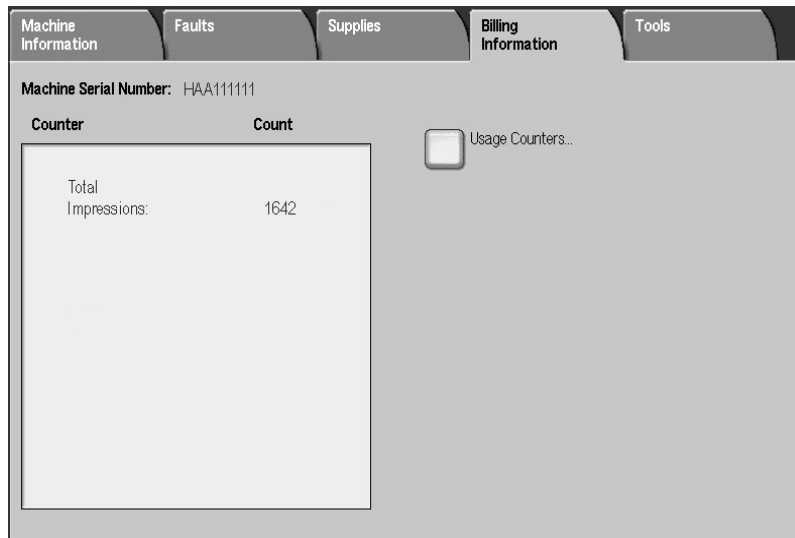 Machine Information
Faults
Supplies
Billing Information
Tools
Machine Serial Number: HAA111111
Counter Count
Usage Counters...
Total
Impressions: 1642